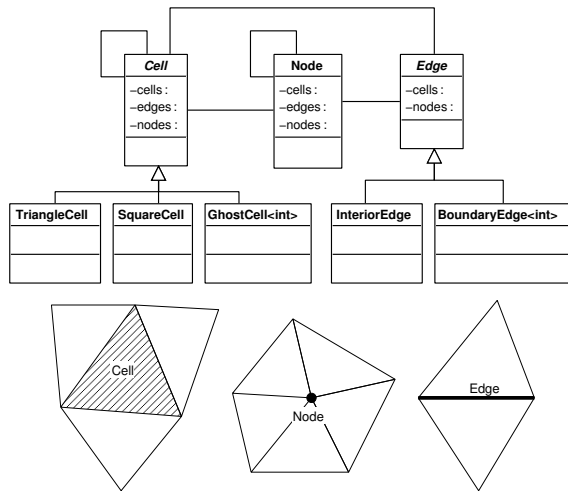 Cell
Node
Edge
–cells :
–edges :
–nodes :
–cells :
–edges :
–nodes :
–cells :
–nodes :
TriangleCell
SquareCell
GhostCell<int>
InteriorEdge
BoundaryEdge<int>
Cell
Node
Edge